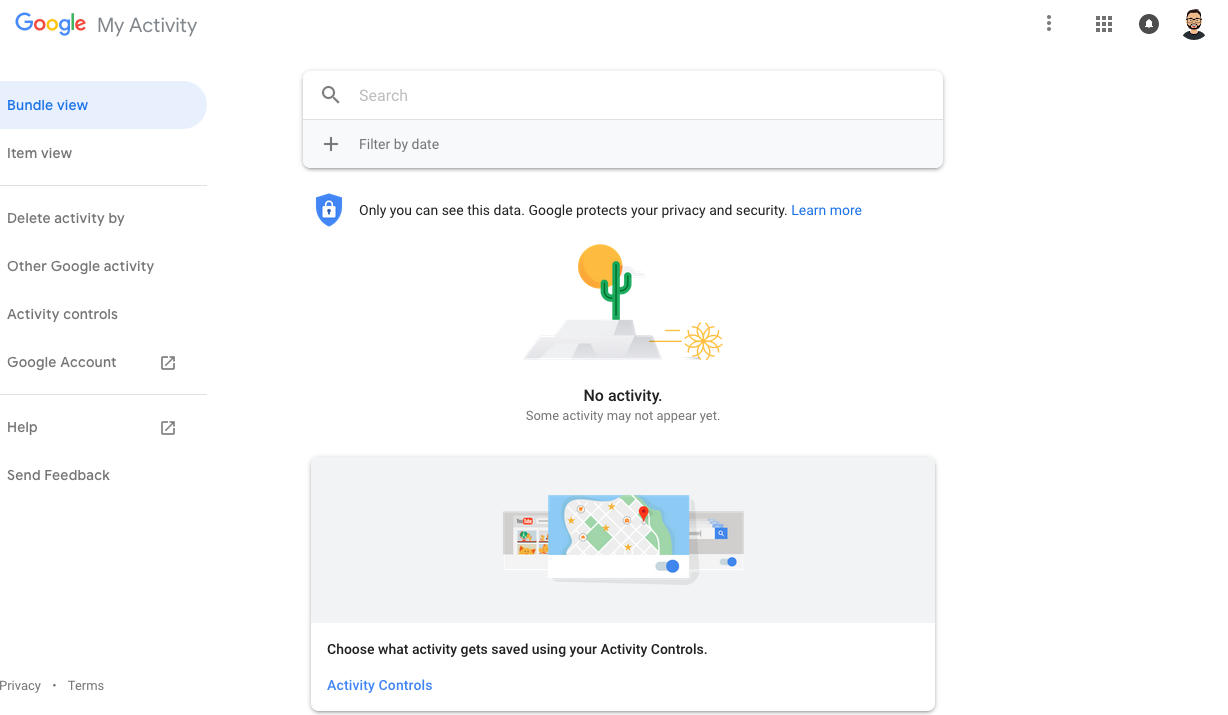 Google My Activity
Bundle view
Item view
Delete activity by
Other Google activity
Activity controls
Google Account
Help
Send Feedback
Privacy • Terms
Search
Filter by date
Only you can see this data. Google protects your privacy and security. Learn more
No activity.
Some activity may not appear yet.
YouTube
Choose what activity gets saved using your Activity Controls.
Activity Controls